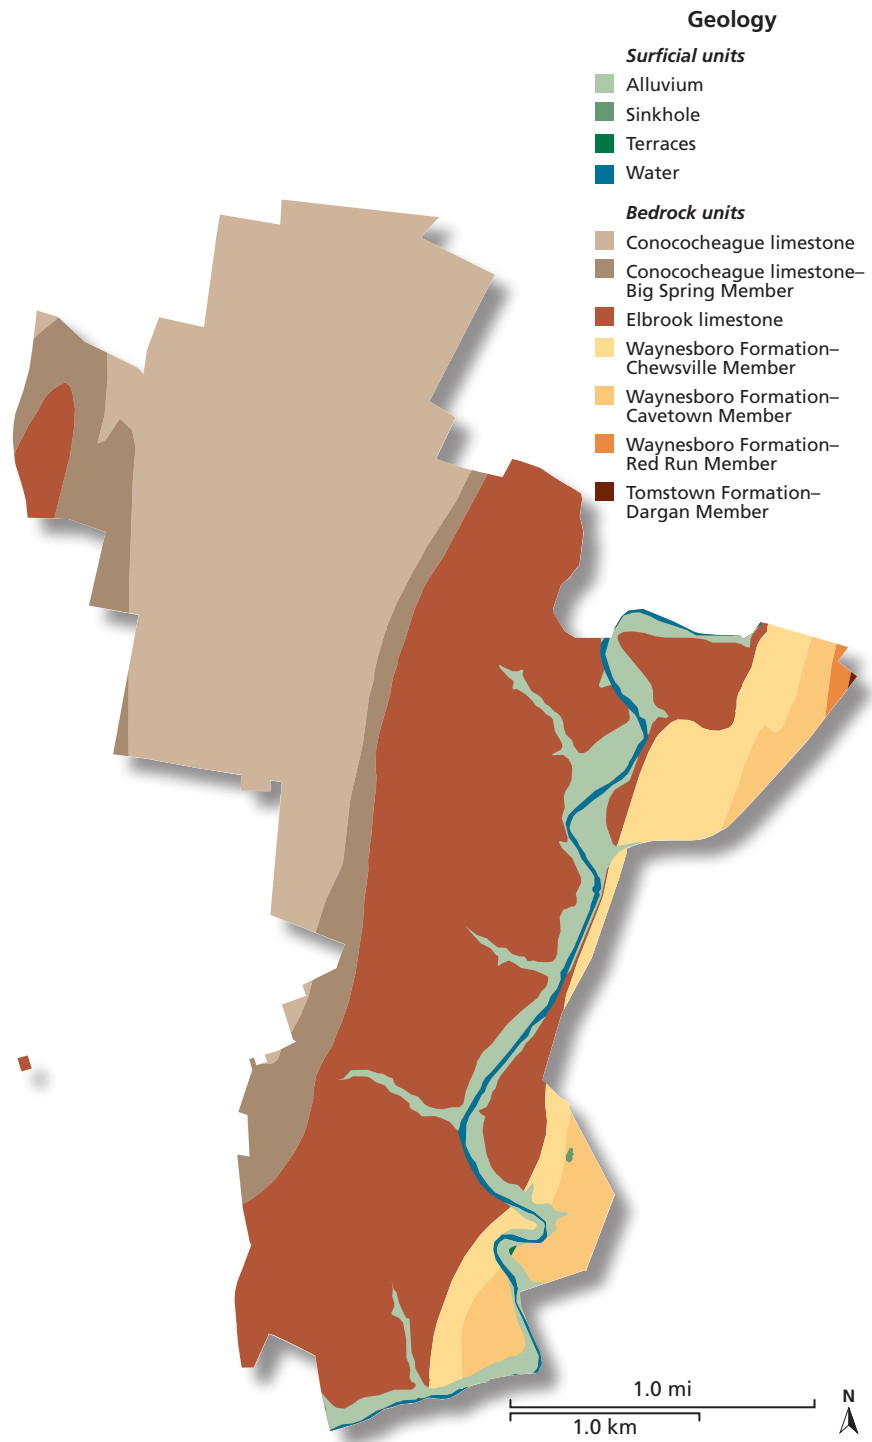 Geology
Surficial units
Alluvium
Sinkhole
Terraces
Water
Bedrock units
Conococheague limestone
Conococheague limestone–
Big Spring Member
Elbrook limestone
Waynesboro Formation–
Chewsville Member
Waynesboro Formation–
Cavetown Member
Waynesboro Formation–
Red Run Member
Tomstown Formation–
Dargan Member
1.0 mi
1.0 km
N